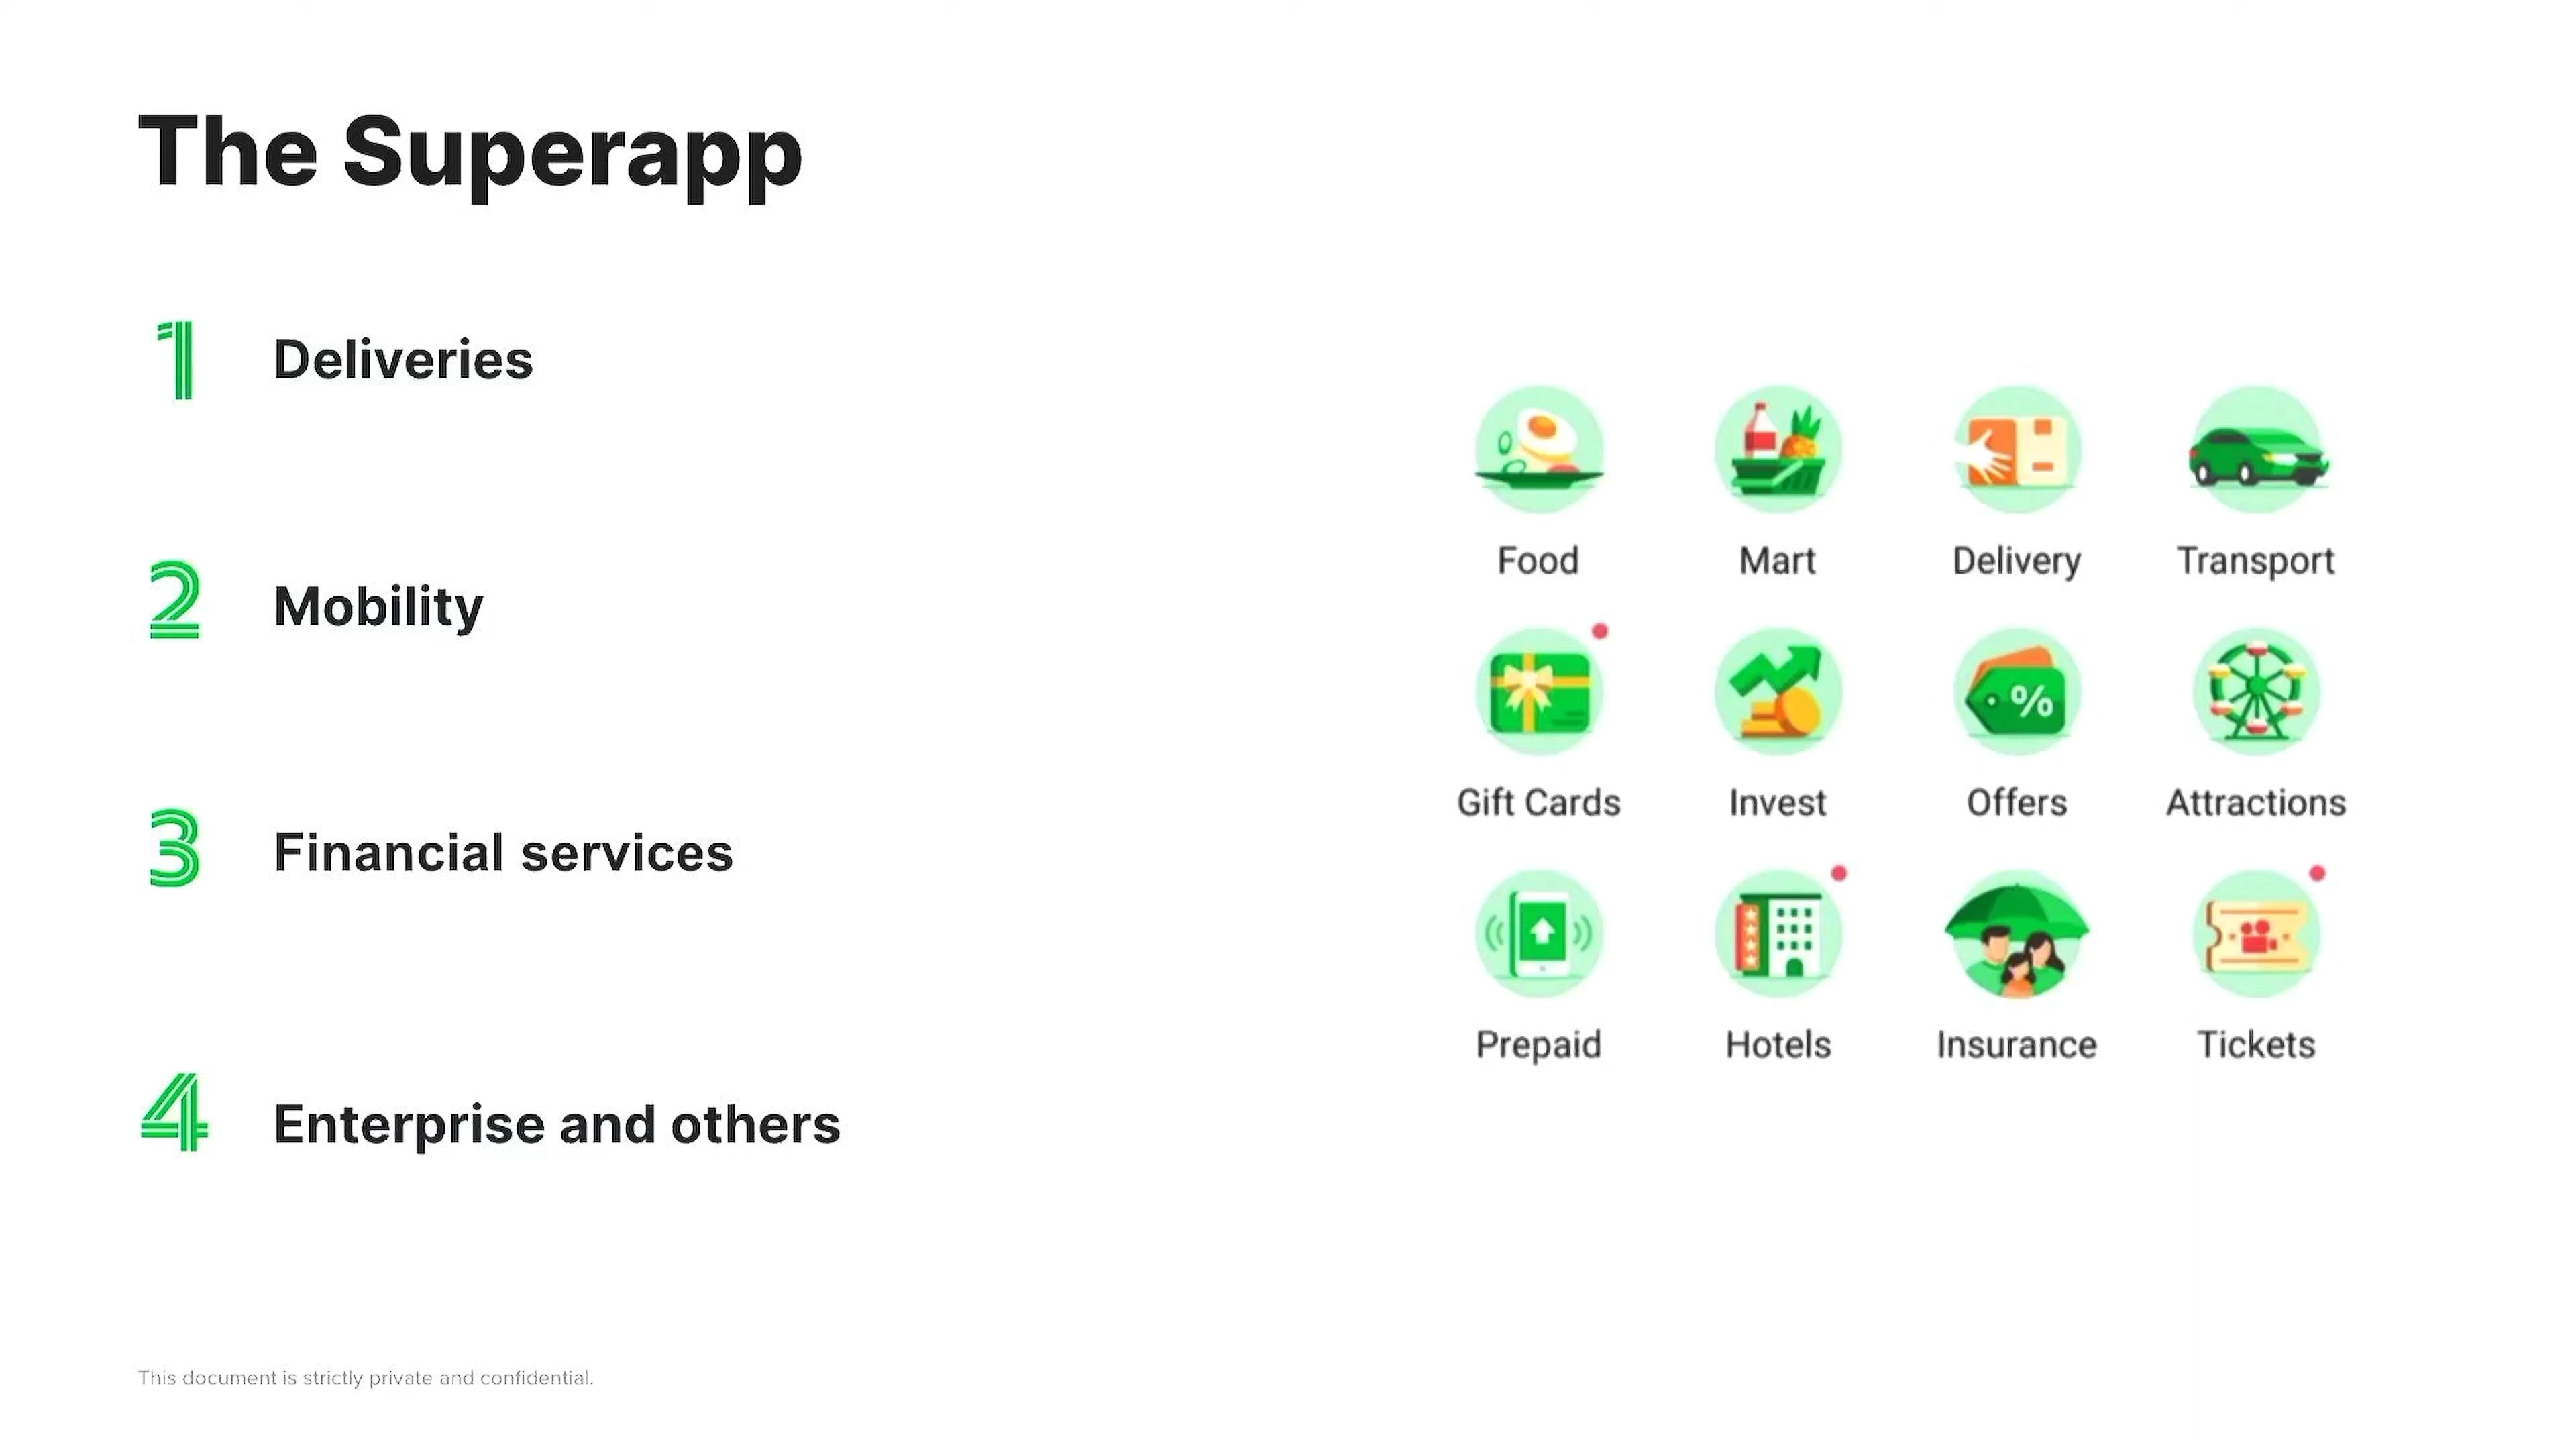 The Superapp
1 Deliveries
2 Mobility
3 Financial services
4 Enterprise and others
Food Mart Delivery Transport
%
Gift Cards Invest Offers Attractions
Prepaid Hotels Insurance Tickets
This document is strictly private and confidential.